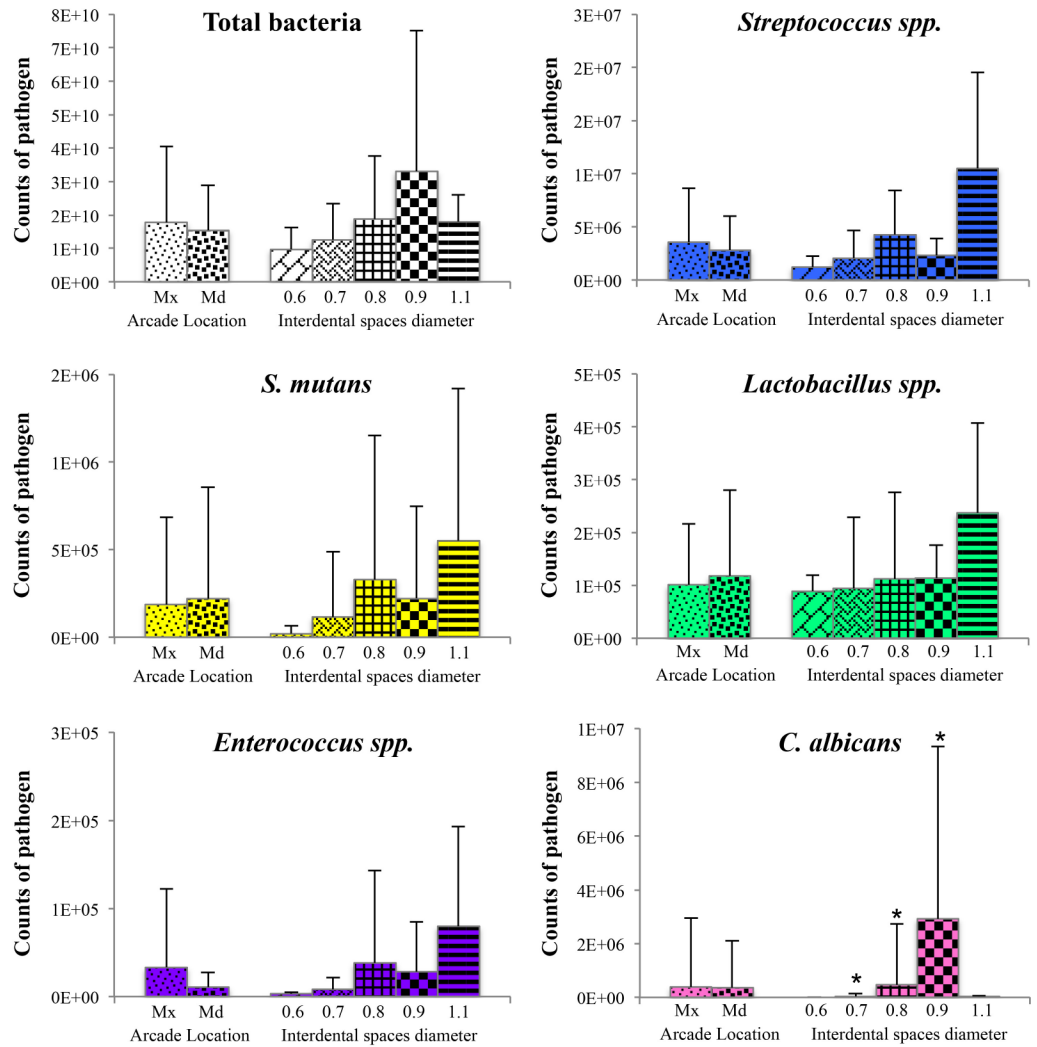 Total bacteria
Counts of pathogen
8E+10
7E+10
6E+10
5E+10
4E+10
3E+10
2E+10
1E+10
0E+00
Mx Md 0.6 0.7 0.8 0.9 1.1
Arcade Location Interdental spaces diameter
Streptococcus spp.
Counts of pathogen
3E+07
2E+07
2E+07
1E+07
5E+06
0E+00
Mx Md 0.6 0.7 0.8 0.9 1.1
Arcade Location Interdental spaces diameter
S. mutans
Counts of pathogen
2E+06
1E+06
5E+05
0E+00
Mx Md 0.6 0.7 0.8 0.9 1.1
Arcade Location Interdental spaces diameter
Lactobacillus spp.
Counts of pathogen
5E+05
4E+05
3E+05
2E+05
1E+05
0E+00
Mx Md 0.6 0.7 0.8 0.9 1.1
Arcade Location Interdental spaces diameter
Enterococcus spp.
Counts of pathogen
3E+05
2E+05
1E+05
0E+00
Mx Md 0.6 0.7 0.8 0.9 1.1
Arcade Location Interdental spaces diameter
C. albicans
Counts of pathogen
1E+07
8E+06
6E+06
4E+06
2E+06
0E+00
* * *
Mx Md 0.6 0.7 0.8 0.9 1.1
Arcade Location Interdental spaces diameter